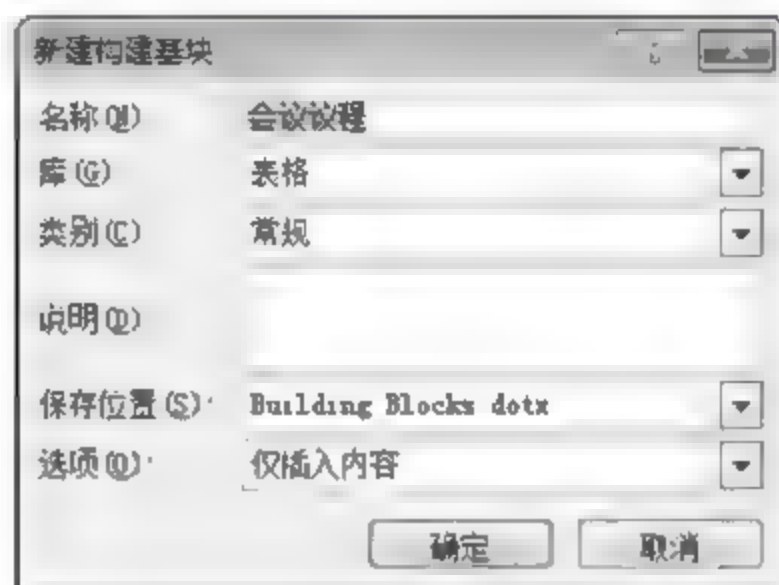 新建构建基块
名称(N) 会议议程
库(G) 表格
类别(C) 常规
说明(D)
保存位置(S): Building Blocks dotx
选项(O): 仅插入内容
确定 取消